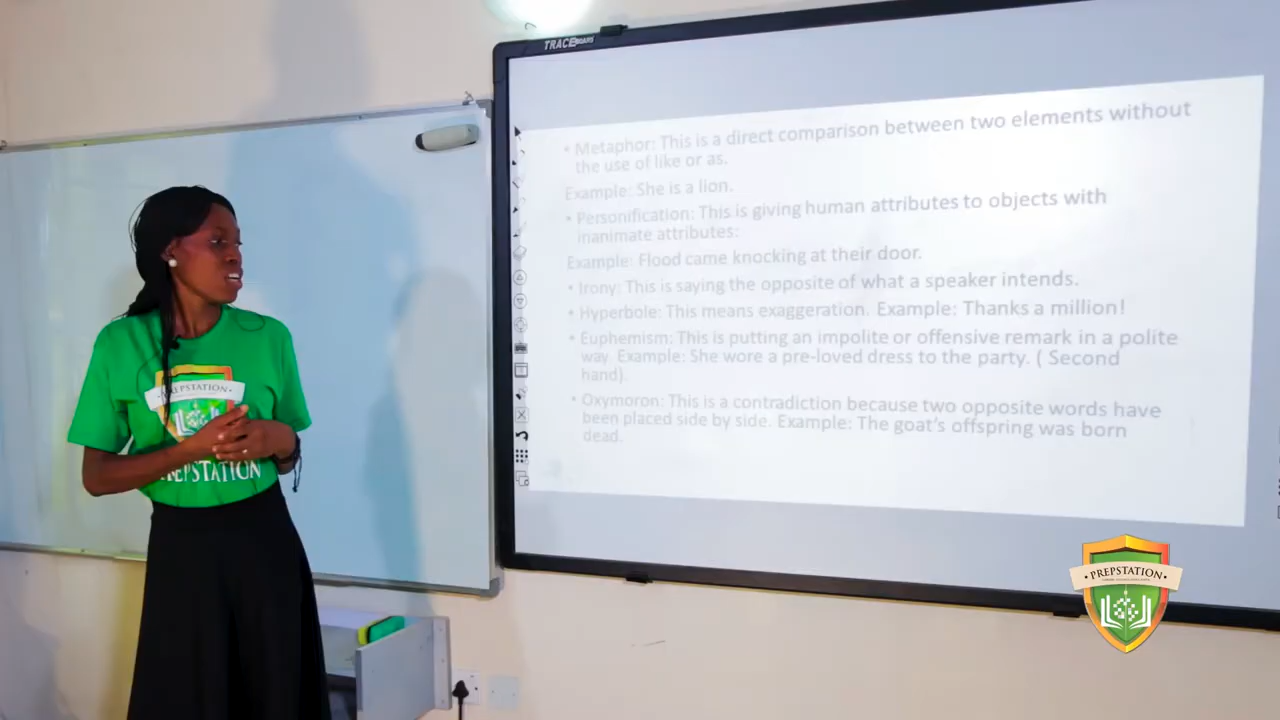 TRACEBOARD
• Metaphor: This is a direct comparison between two elements without
the use of like or as.
Example: She is a lion.
• Personification: This is giving human attributes to objects with
inanimate attributes:
Example: Flood came knocking at their door.
• Irony: This is saying the opposite of what a speaker intends.
• Hyperbole: This means exaggeration. Example: Thanks a million!
• Euphemism: This is putting an impolite or offensive remark in a polite
way. Example: She wore a pre-loved dress to the party. ( Second
hand).
• Oxymoron: This is a contradiction because two opposite words have
been placed side by side. Example: The goat's offspring was born
dead.
PREPSTATION
PREPSTATION
• PREPSTATION •